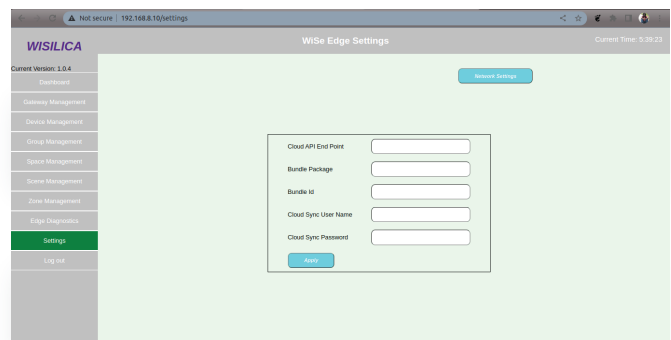 Not secure | 192.168.8.10/settings
WISILICA
WiSe Edge Settings
Current Time: 5:39:23
Current Version: 1.0.4
Network Settings
Dashboard
Gateway Management
Device Management
Group Management
Space Management
Scene Management
Zone Management
Edge Diagnostics
Settings
Log out
Cloud API End Point
Bundle Package
Bundle Id
Cloud Sync User Name
Cloud Sync Password
Apply